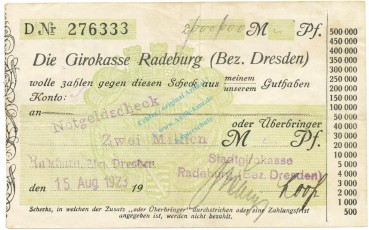 D.Nr 276333
2000000 M Pf.
Die Girokasse Radeburg (Bez. Dresden)
wolle zahlen gegen diesen Scheck aus meinem unserem Guthaben
Konto:
an
oder Überbringer
Notgeldscheck
Zwei Millionen M Pf.
Radeburg, Bez. Dresden
Stadtgirokasse
Radeburg (Bez. Dresden)
den 15. Aug 1923 19
Schecks, in welchen der Zusatz „oder Überbringer" durchstrichen oder eine Zahlungsfrist
angegeben ist, werden nicht bezahlt.
500 000
400 000
300 000
200 000
100 000
50 000
40 000
30 000
20 000
10 000
5 000
4 000
3 000
2 000
1 000
500